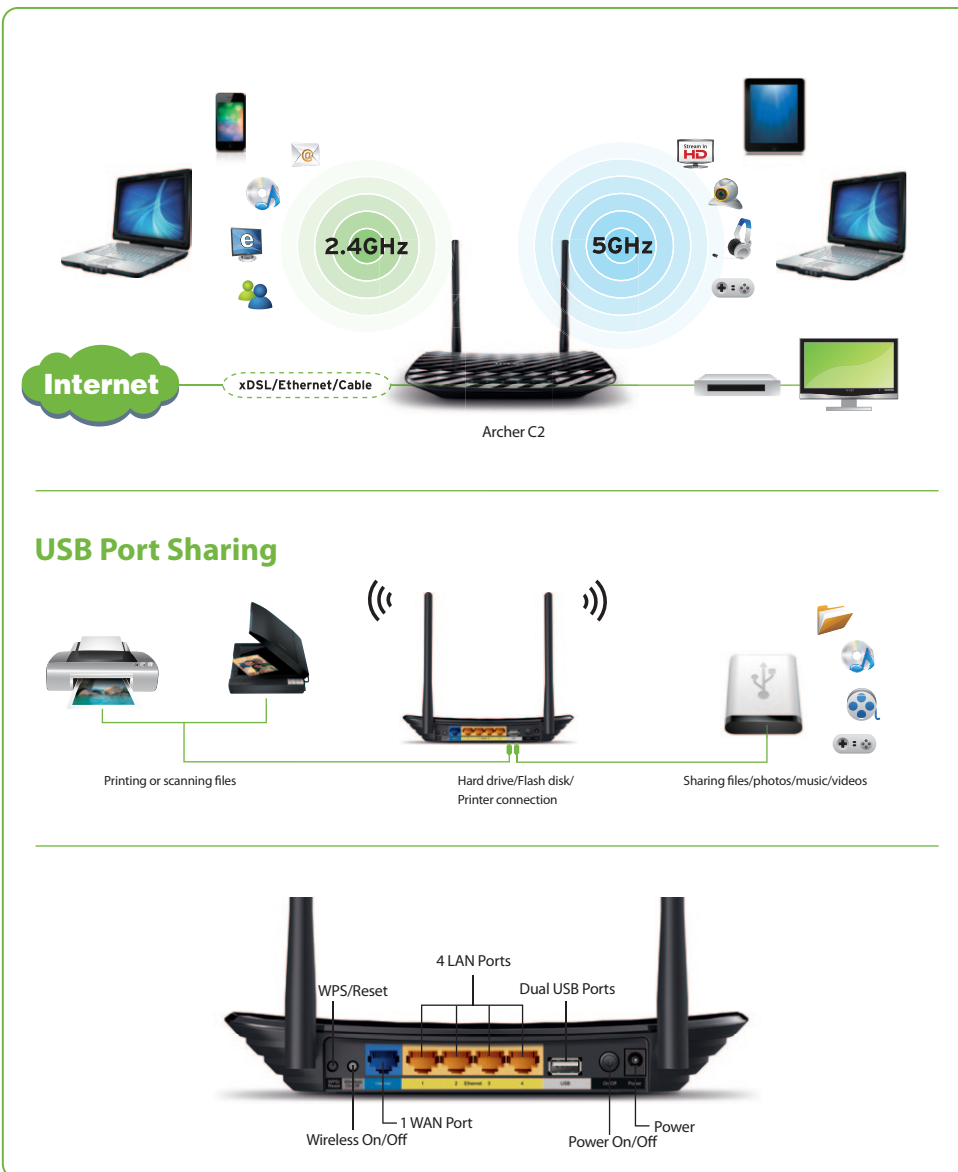 Stream in
HD
@
e
2.4GHz
5GHz
Internet
xDSL/Ethernet/Cable
Archer C2
USB Port Sharing
Printing or scanning files
Hard drive/Flash disk/
Printer connection
Sharing files/photos/music/videos
4 LAN Ports
WPS/Reset
Dual USB Ports
WPS/
Reset
Internet
1 2 Ethernet 3 4
USB
On/Off
Power
1 WAN Port
Wireless On/Off
Power
Power On/Off